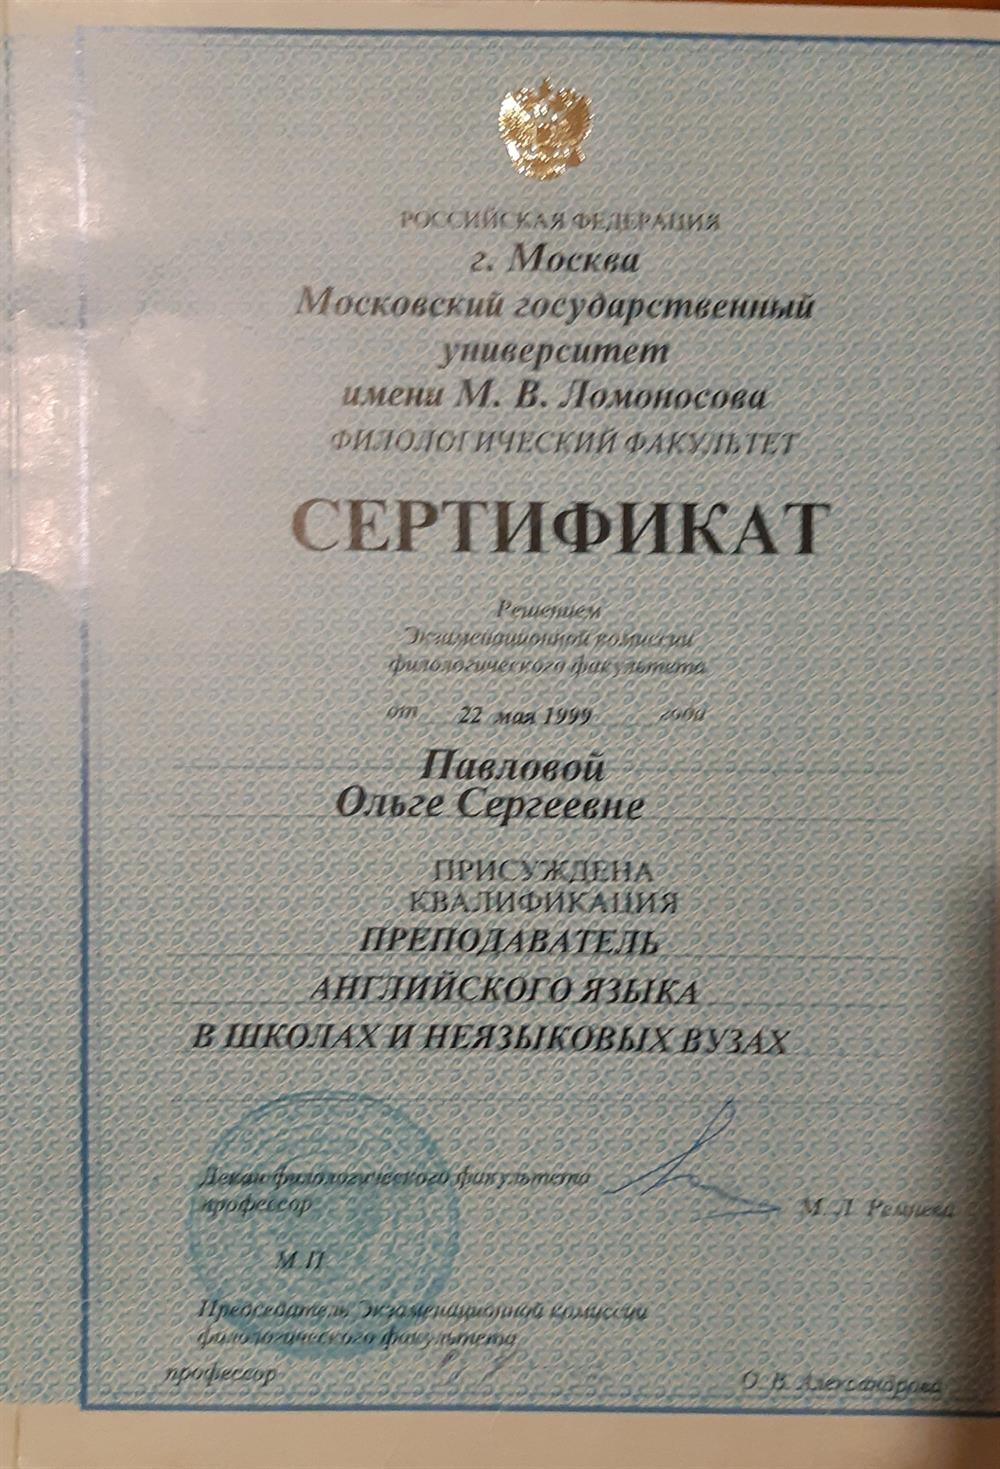 РОССИЙСКАЯ ФЕДЕРАЦИЯ
г. Москва
Московский государственный
университет
имени М. В. Ломоносова
ФИЛОЛОГИЧЕСКИЙ ФАКУЛЬТЕТ
СЕРТИФИКАТ
Решением
Экзаменационной комиссии
филологического факультета
от 22 мая 1999 года
Павловой
Ольге Сергеевне
ПРИСУЖДЕНА
КВАЛИФИКАЦИЯ
ПРЕПОДАВАТЕЛЬ
АНГЛИЙСКОГО ЯЗЫКА
В ШКОЛАХ И НЕЯЗЫКОВЫХ ВУЗАХ
Декан филологического факультета
профессор М. Л. Ремнева
М.П
Председатель Экзаменационной комиссии
филологического факультета
профессор О. В. Александрова